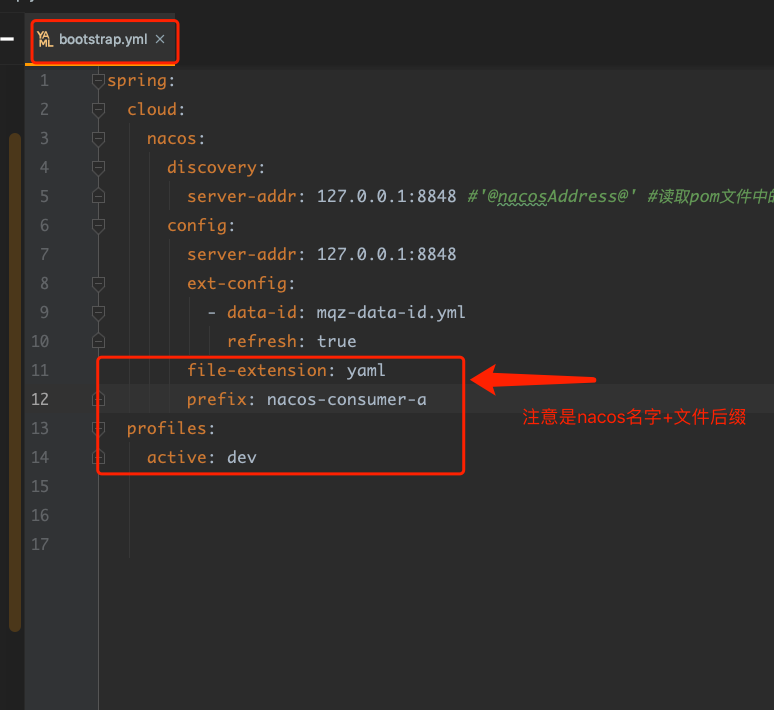 YAML bootstrap.yml ×
1 spring:
2 cloud:
3 nacos:
4 discovery:
5 server-addr: 127.0.0.1:8848 #'@nacosAddress@' #读取pom文件中的
6 config:
7 server-addr: 127.0.0.1:8848
8 ext-config:
9 - data-id: mqz-data-id.yml
10 refresh: true
11 file-extension: yaml
12 prefix: nacos-consumer-a
注意是nacos名字+文件后缀
13 profiles:
14 active: dev
15
16
17